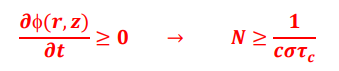 ∂ϕ(r, z)/∂t ≥ 0 → N ≥ 1/(cστ_c)